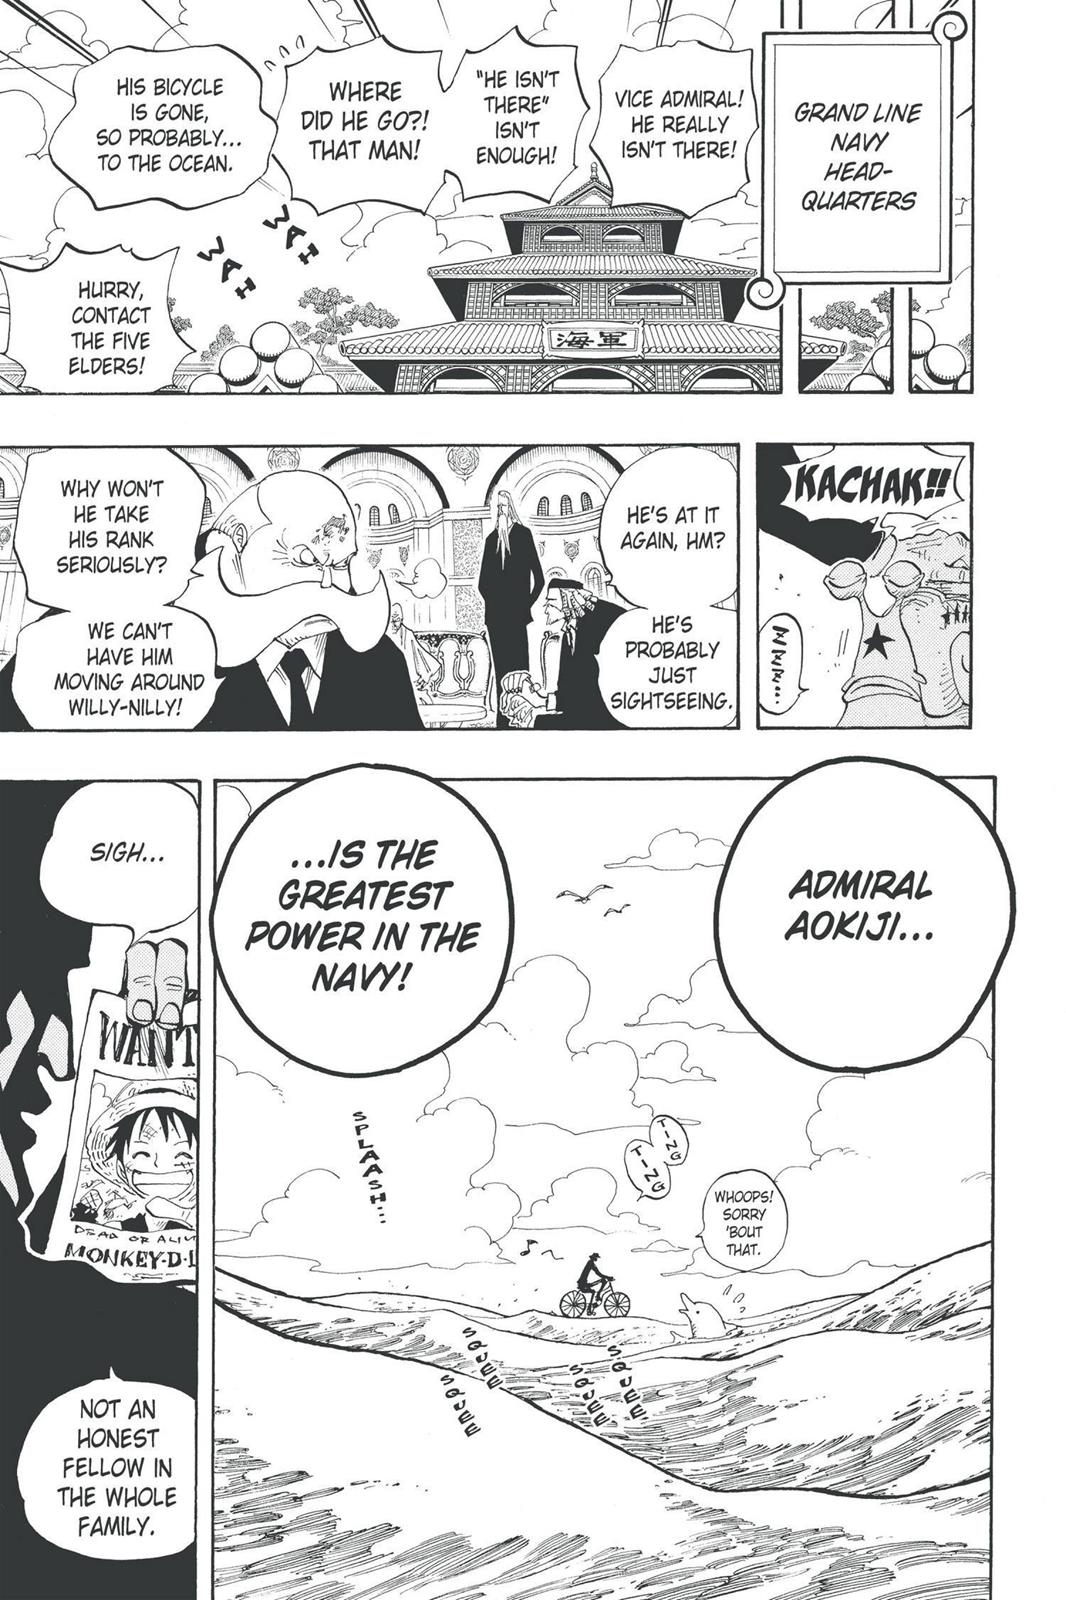 GRAND LINE
NAVY
HEAD-
QUARTERS
VICE ADMIRAL!
HE REALLY
ISN'T THERE!
"HE ISN'T
THERE"
ISN'T
ENOUGH!
WHERE
DID HE GO?!
THAT MAN!
HIS BICYCLE
IS GONE,
SO PROBABLY...
TO THE OCEAN.
WAI
WAI
HURRY,
CONTACT
THE FIVE
ELDERS!
海軍
KACHAK!!
HE'S AT IT
AGAIN, HM?
HE'S
PROBABLY
JUST
SIGHTSEEING.
WHY WON'T
HE TAKE
HIS RANK
SERIOUSLY?
WE CAN'T
HAVE HIM
MOVING AROUND
WILLY-NILLY!
ADMIRAL
AOKIJI...
...IS THE
GREATEST
POWER IN THE
NAVY!
SPLAASH...
TING
TING
WHOOPS!
SORRY
'BOUT
THAT.
SQUEE
SQUEE
SQUEE
SQUEE
SIGH...
WANT
DEAD OR ALIV
MONKEY·D·L
NOT AN
HONEST
FELLOW IN
THE WHOLE
FAMILY.